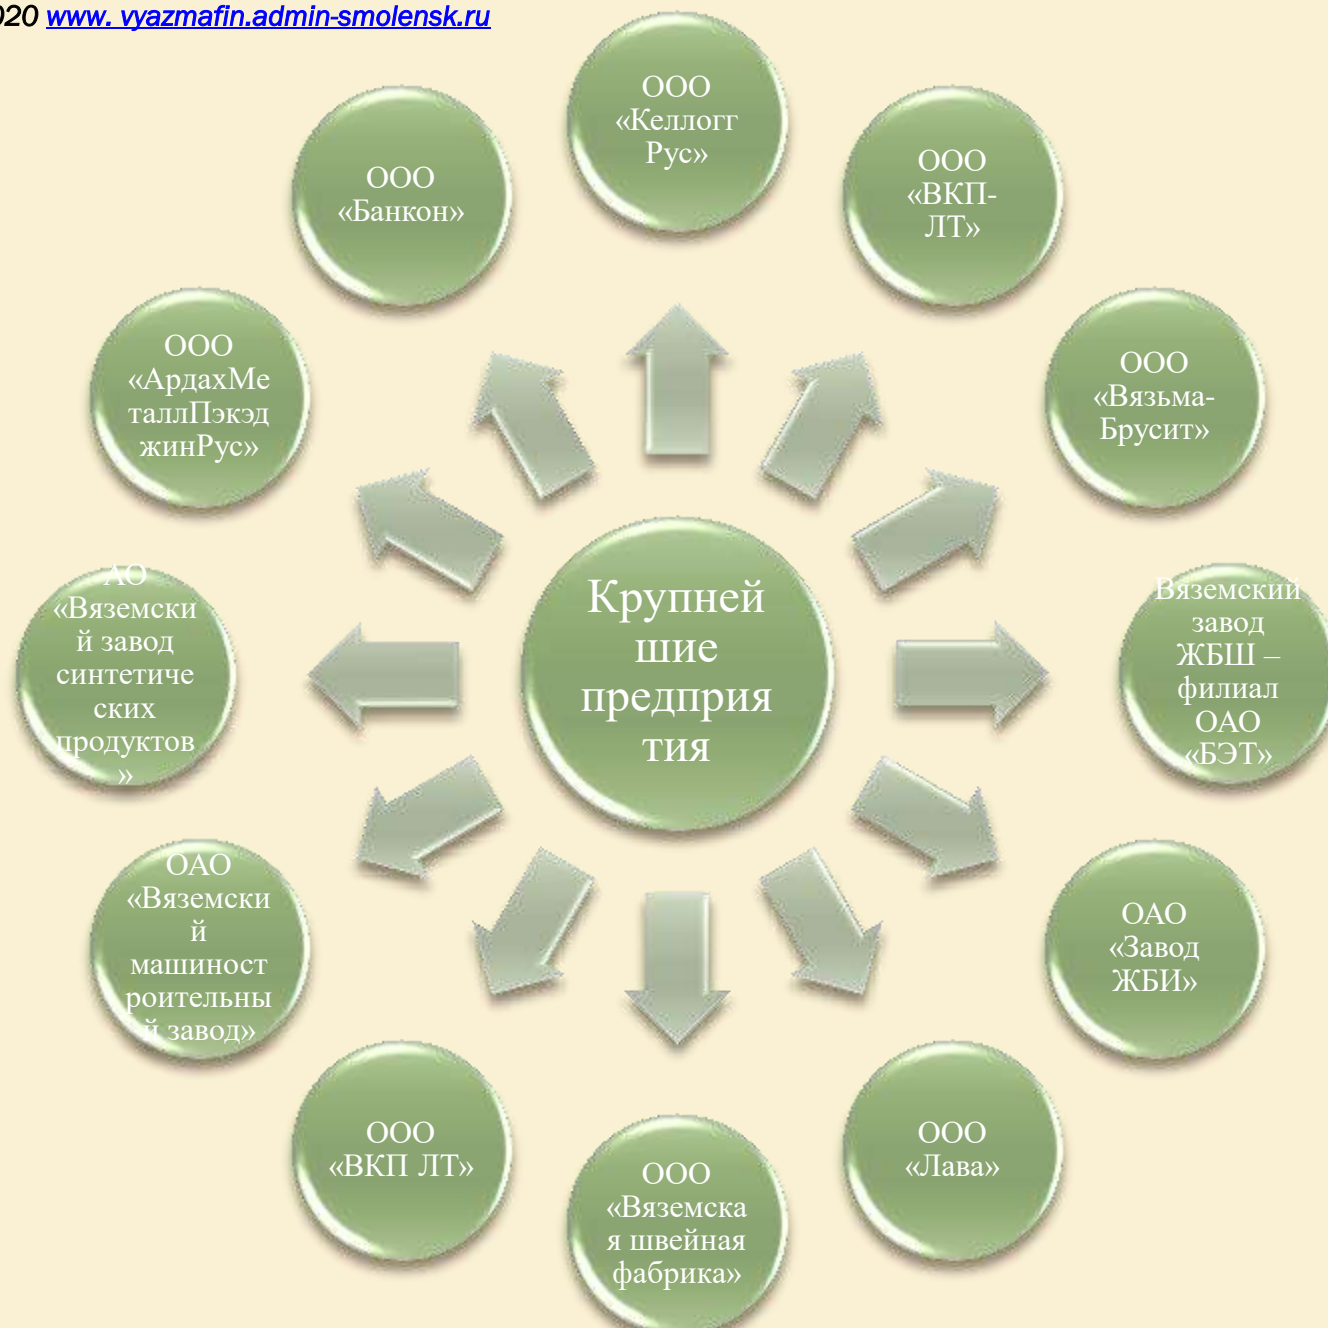 020 www. vyazmafin.admin-smolensk.ru
ООО
«Келлогг
Рус»
ООО
«ВКП-
ЛТ»
ООО
«Вязьма-
Брусит»
Вяземский
завод
ЖБШ –
филиал
ОАО
«БЭТ»
ОАО
«Завод
ЖБИ»
ООО
«Лава»
ООО
«Вяземска
я швейная
фабрика»
ООО
«ВКП ЛТ»
ОАО
«Вяземски
й
машиност
роительны
й завод»
АО
«Вяземски
й завод
синтетиче
ских
продуктов
»
ООО
«АрдахМе
таллПэкэд
жинРус»
ООО
«Банкон»
Крупней
шие
предприя
тия